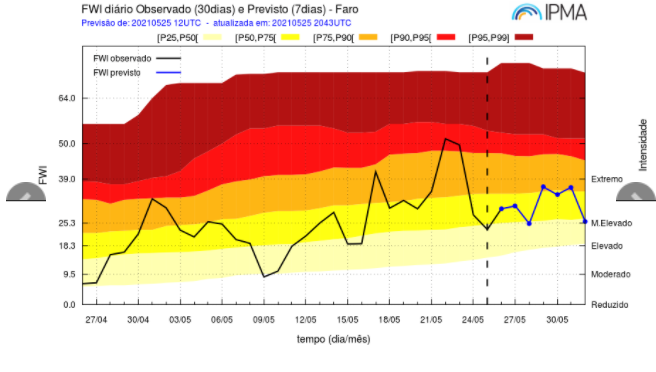 FWI diário Observado (30dias) e Previsto (7dias) - Faro
IPMA
Previsão de: 20210525 12UTC - atualizada em: 20210525 2043UTC
[P25,P50[ [P50,P75[ [P75,P90[ [P90,P95[ [P95,P99]
FWI observado
FWI previsto
64.0
50.0
39.0
25.3
18.3
9.5
0.0
FWI
Intensidade
Extremo
M.Elevado
Elevado
Moderado
Reduzido
27/04 30/04 03/05 06/05 09/05 12/05 15/05 18/05 21/05 24/05 27/05 30/05
tempo (dia/mês)